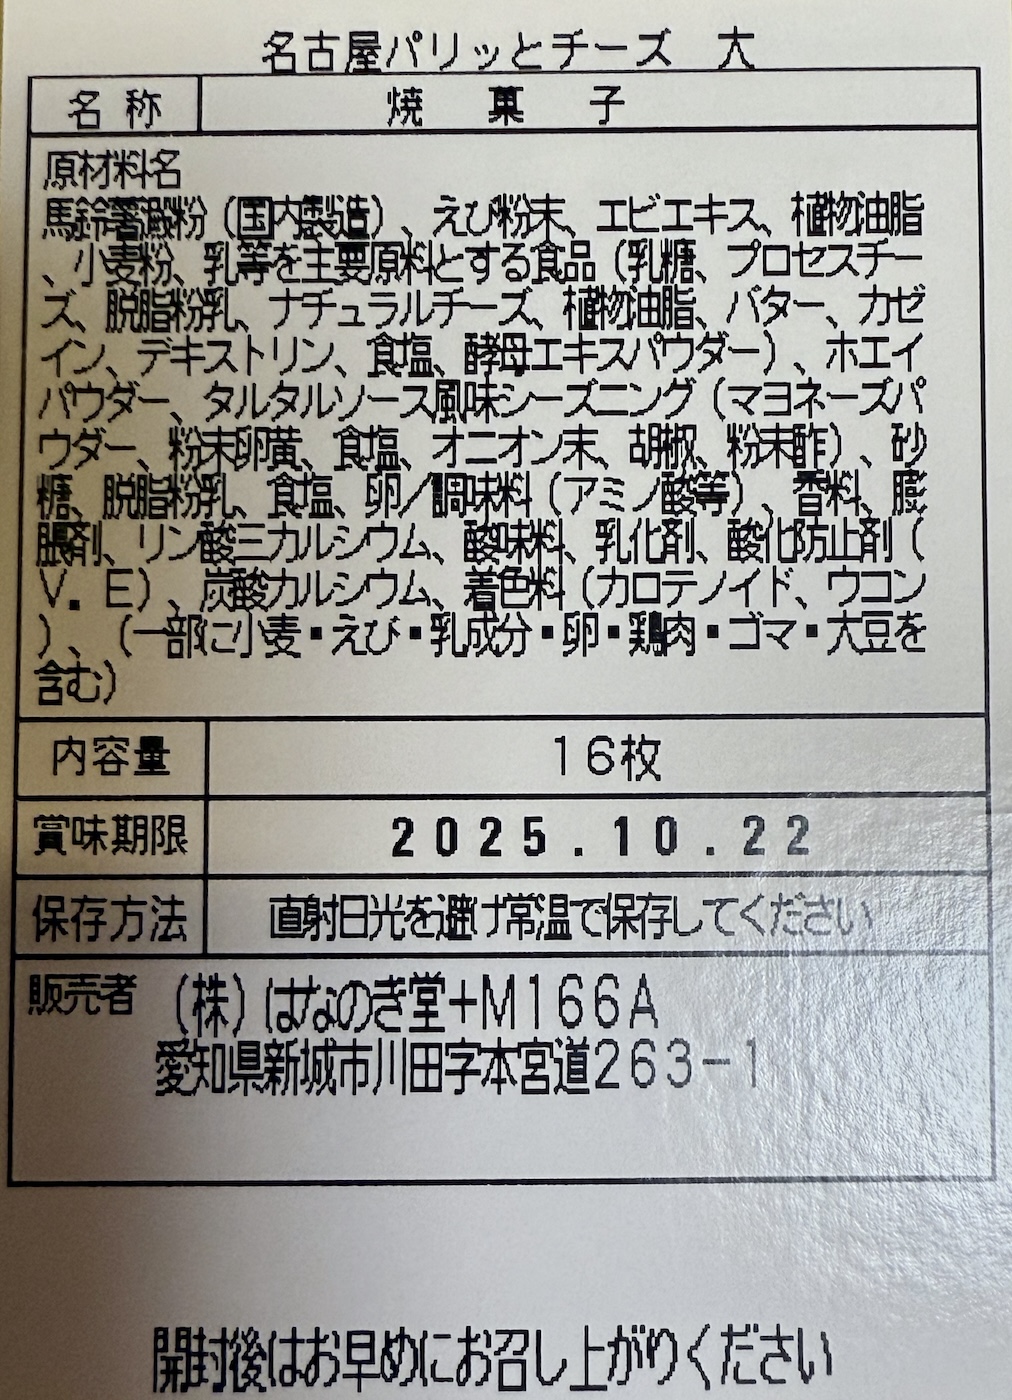 名古屋パリッとチーズ 大
名称 焼菓子
原材料名
馬鈴薯澱粉(国内製造)、えび粉末、エビエキス、植物油脂
、小麦粉、乳等を主要原料とする食品(乳糖、プロセスチー
ズ、脱脂粉乳、ナチュラルチーズ、植物油脂、バター、カゼ
イン、デキストリン、食塩、酵母エキスパウダー)、ホエイ
パウダー、タルタルソース風味シーズニング(マヨネーズパ
ウダー、粉末卵黄、食塩、オニオン末、胡椒、粉末酢)、砂
糖、脱脂粉乳、食塩、卵/調味料(アミノ酸等)、香料、膨
脹剤、リン酸三カルシウム、酸味料、乳化剤、酸化防止剤(
V.E)、炭酸カルシウム、着色料(カロテノイド、ウコン
)、(一部に小麦・えび・乳成分・卵・鶏肉・ゴマ・大豆を
含む)
内容量 16枚
賞味期限 2025.10.22
保存方法 直射日光を避け常温で保存してください
販売者 (株)はなのき堂+M166A
愛知県新城市川田字本宮道263-1
開封後はお早めにお召し上がりください